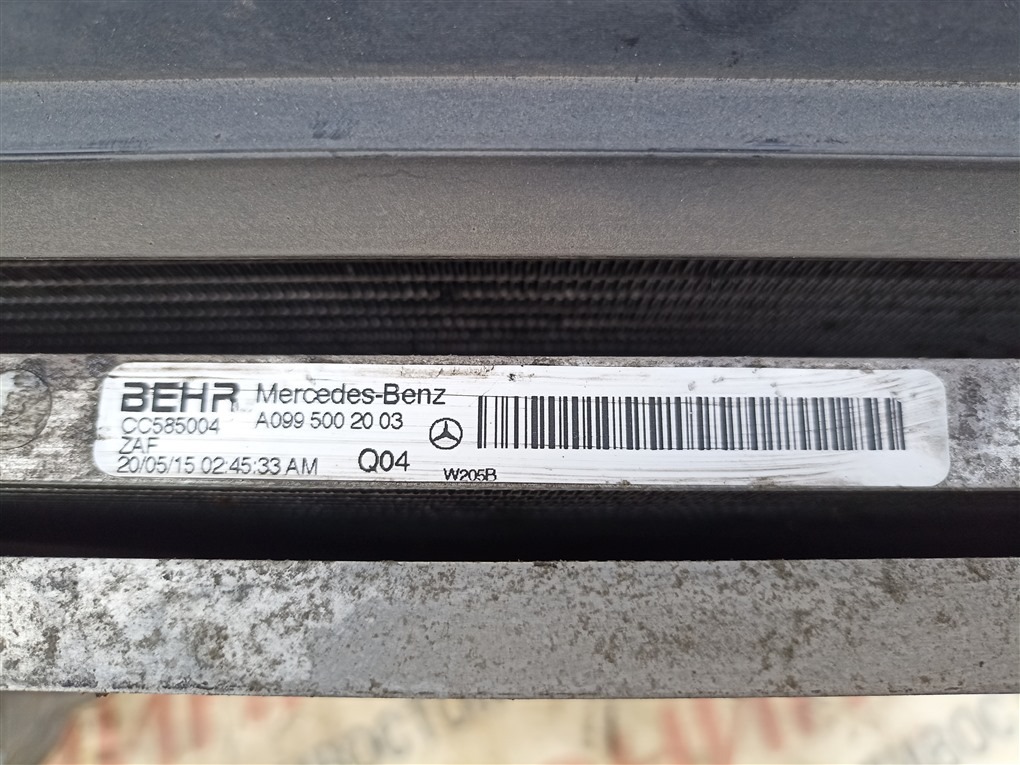 BEHR Mercedes-Benz
CC585004 A099 500 20 03
ZAF
20/05/15 02:45:33 AM Q04
W205B